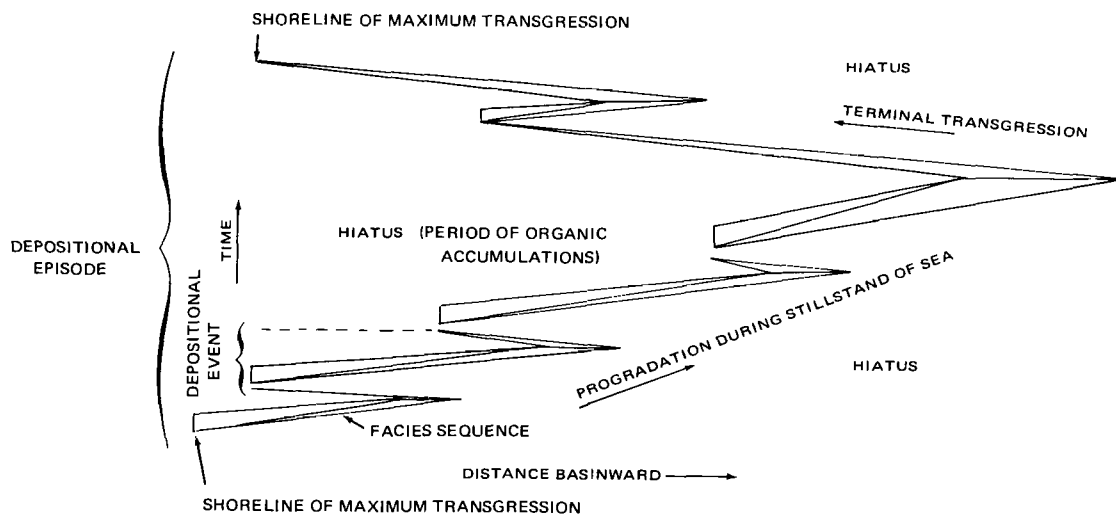 SHORELINE OF MAXIMUM TRANSGRESSION
HIATUS
TERMINAL TRANSGRESSION
DEPOSITIONAL
EPISODE
TIME
HIATUS (PERIOD OF ORGANIC
ACCUMULATIONS)
DEPOSITIONAL
EVENT
PROGRADATION DURING STILLSTAND OF SEA
HIATUS
FACIES SEQUENCE
DISTANCE BASINWARD
SHORELINE OF MAXIMUM TRANSGRESSION